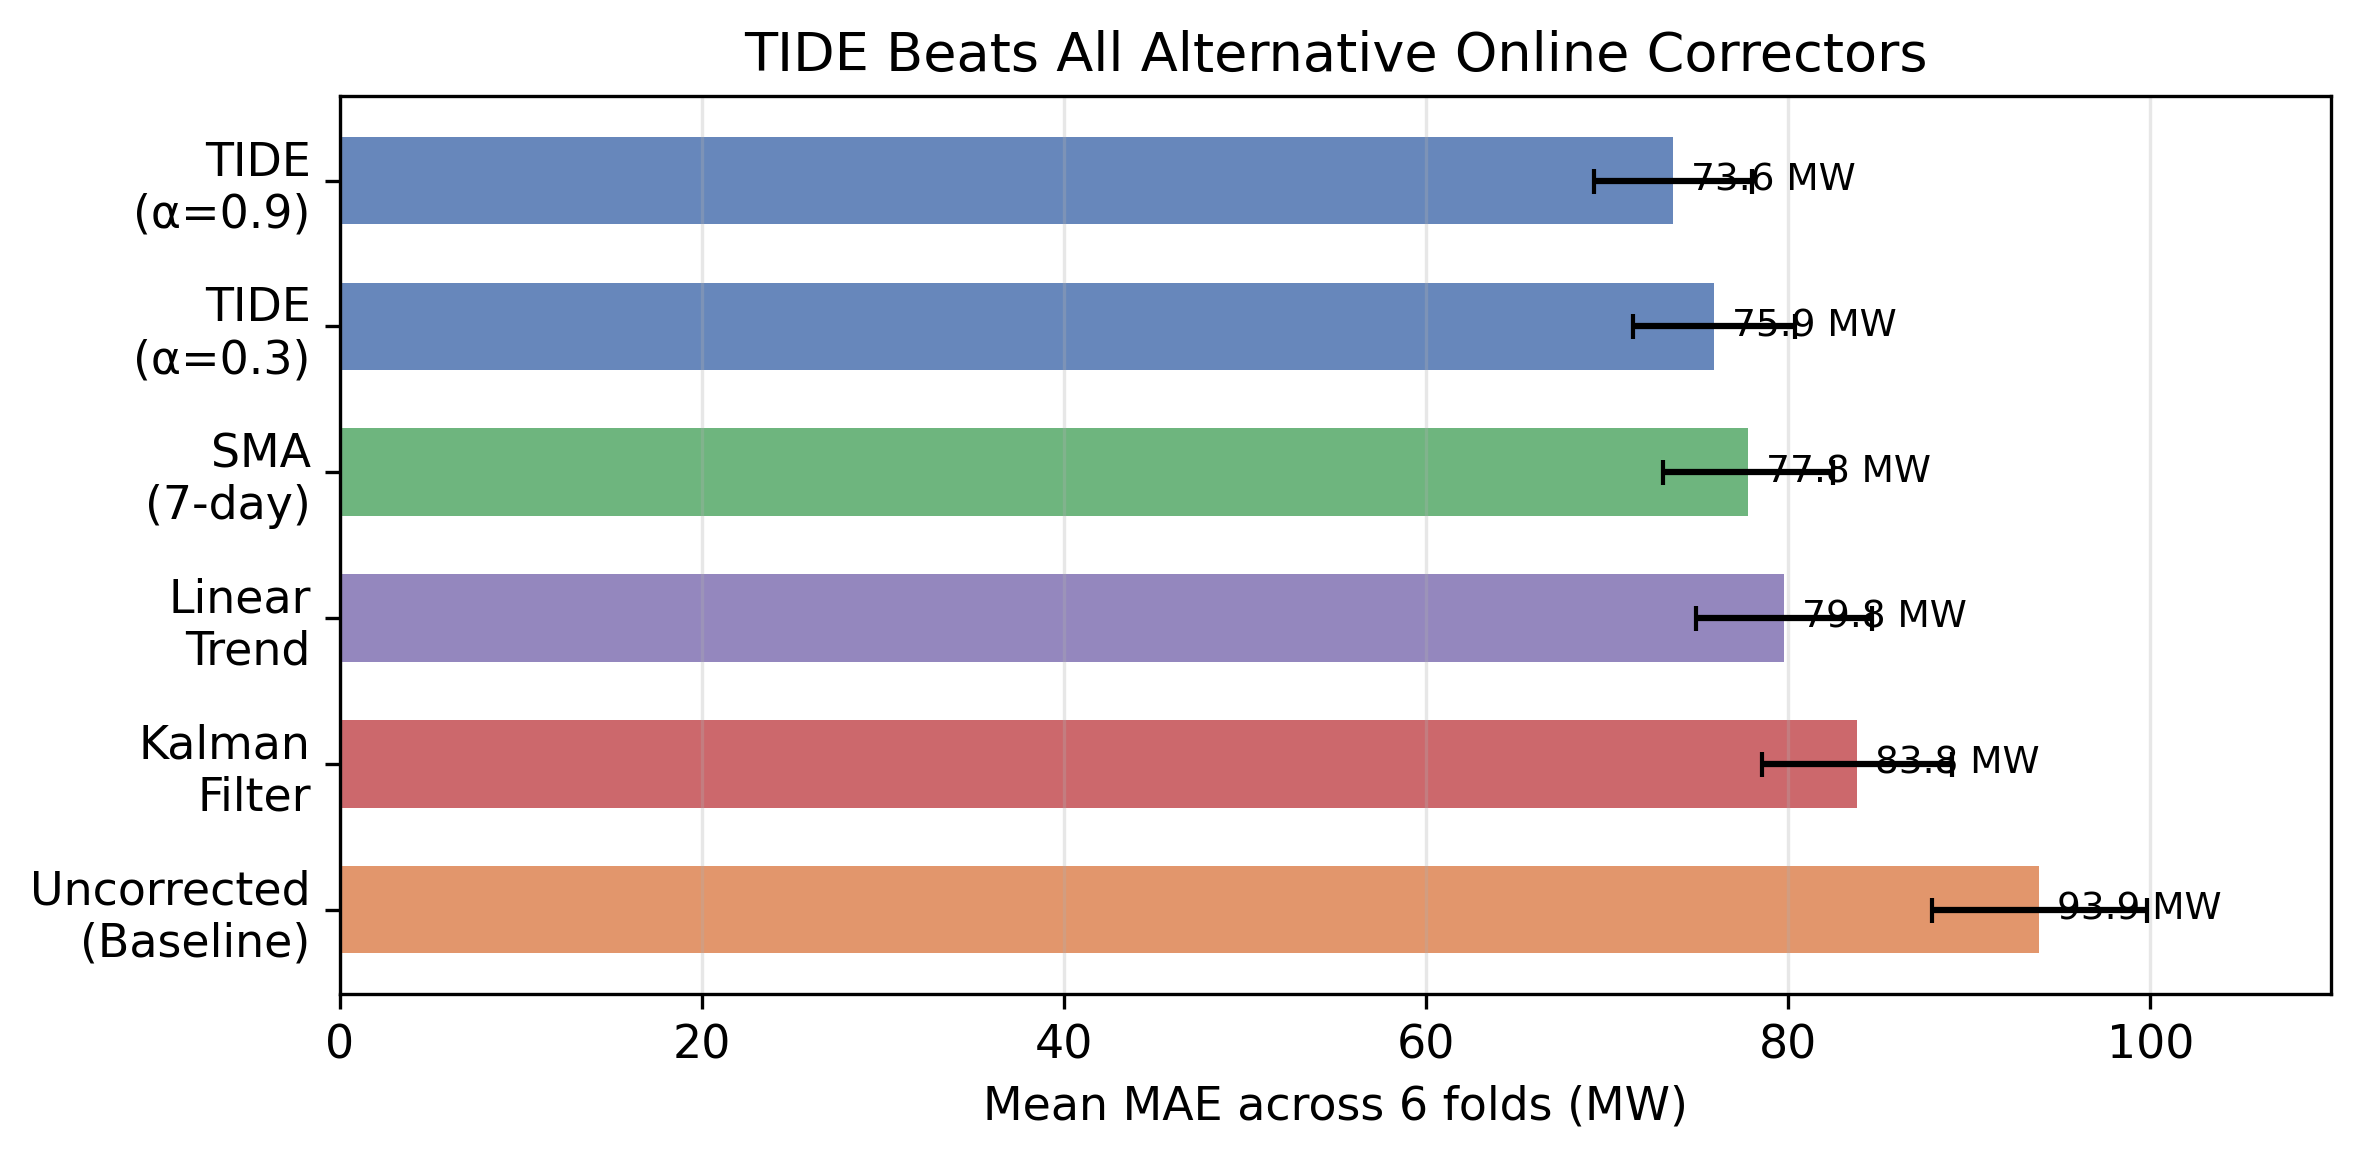 TIDE Beats All Alternative Online Correctors
TIDE
(α=0.9)
73.6 MW
TIDE
(α=0.3)
75.9 MW
SMA
(7-day)
77.8 MW
Linear
Trend
79.8 MW
Kalman
Filter
83.8 MW
Uncorrected
(Baseline)
93.9 MW
0 20 40 60 80 100
Mean MAE across 6 folds (MW)